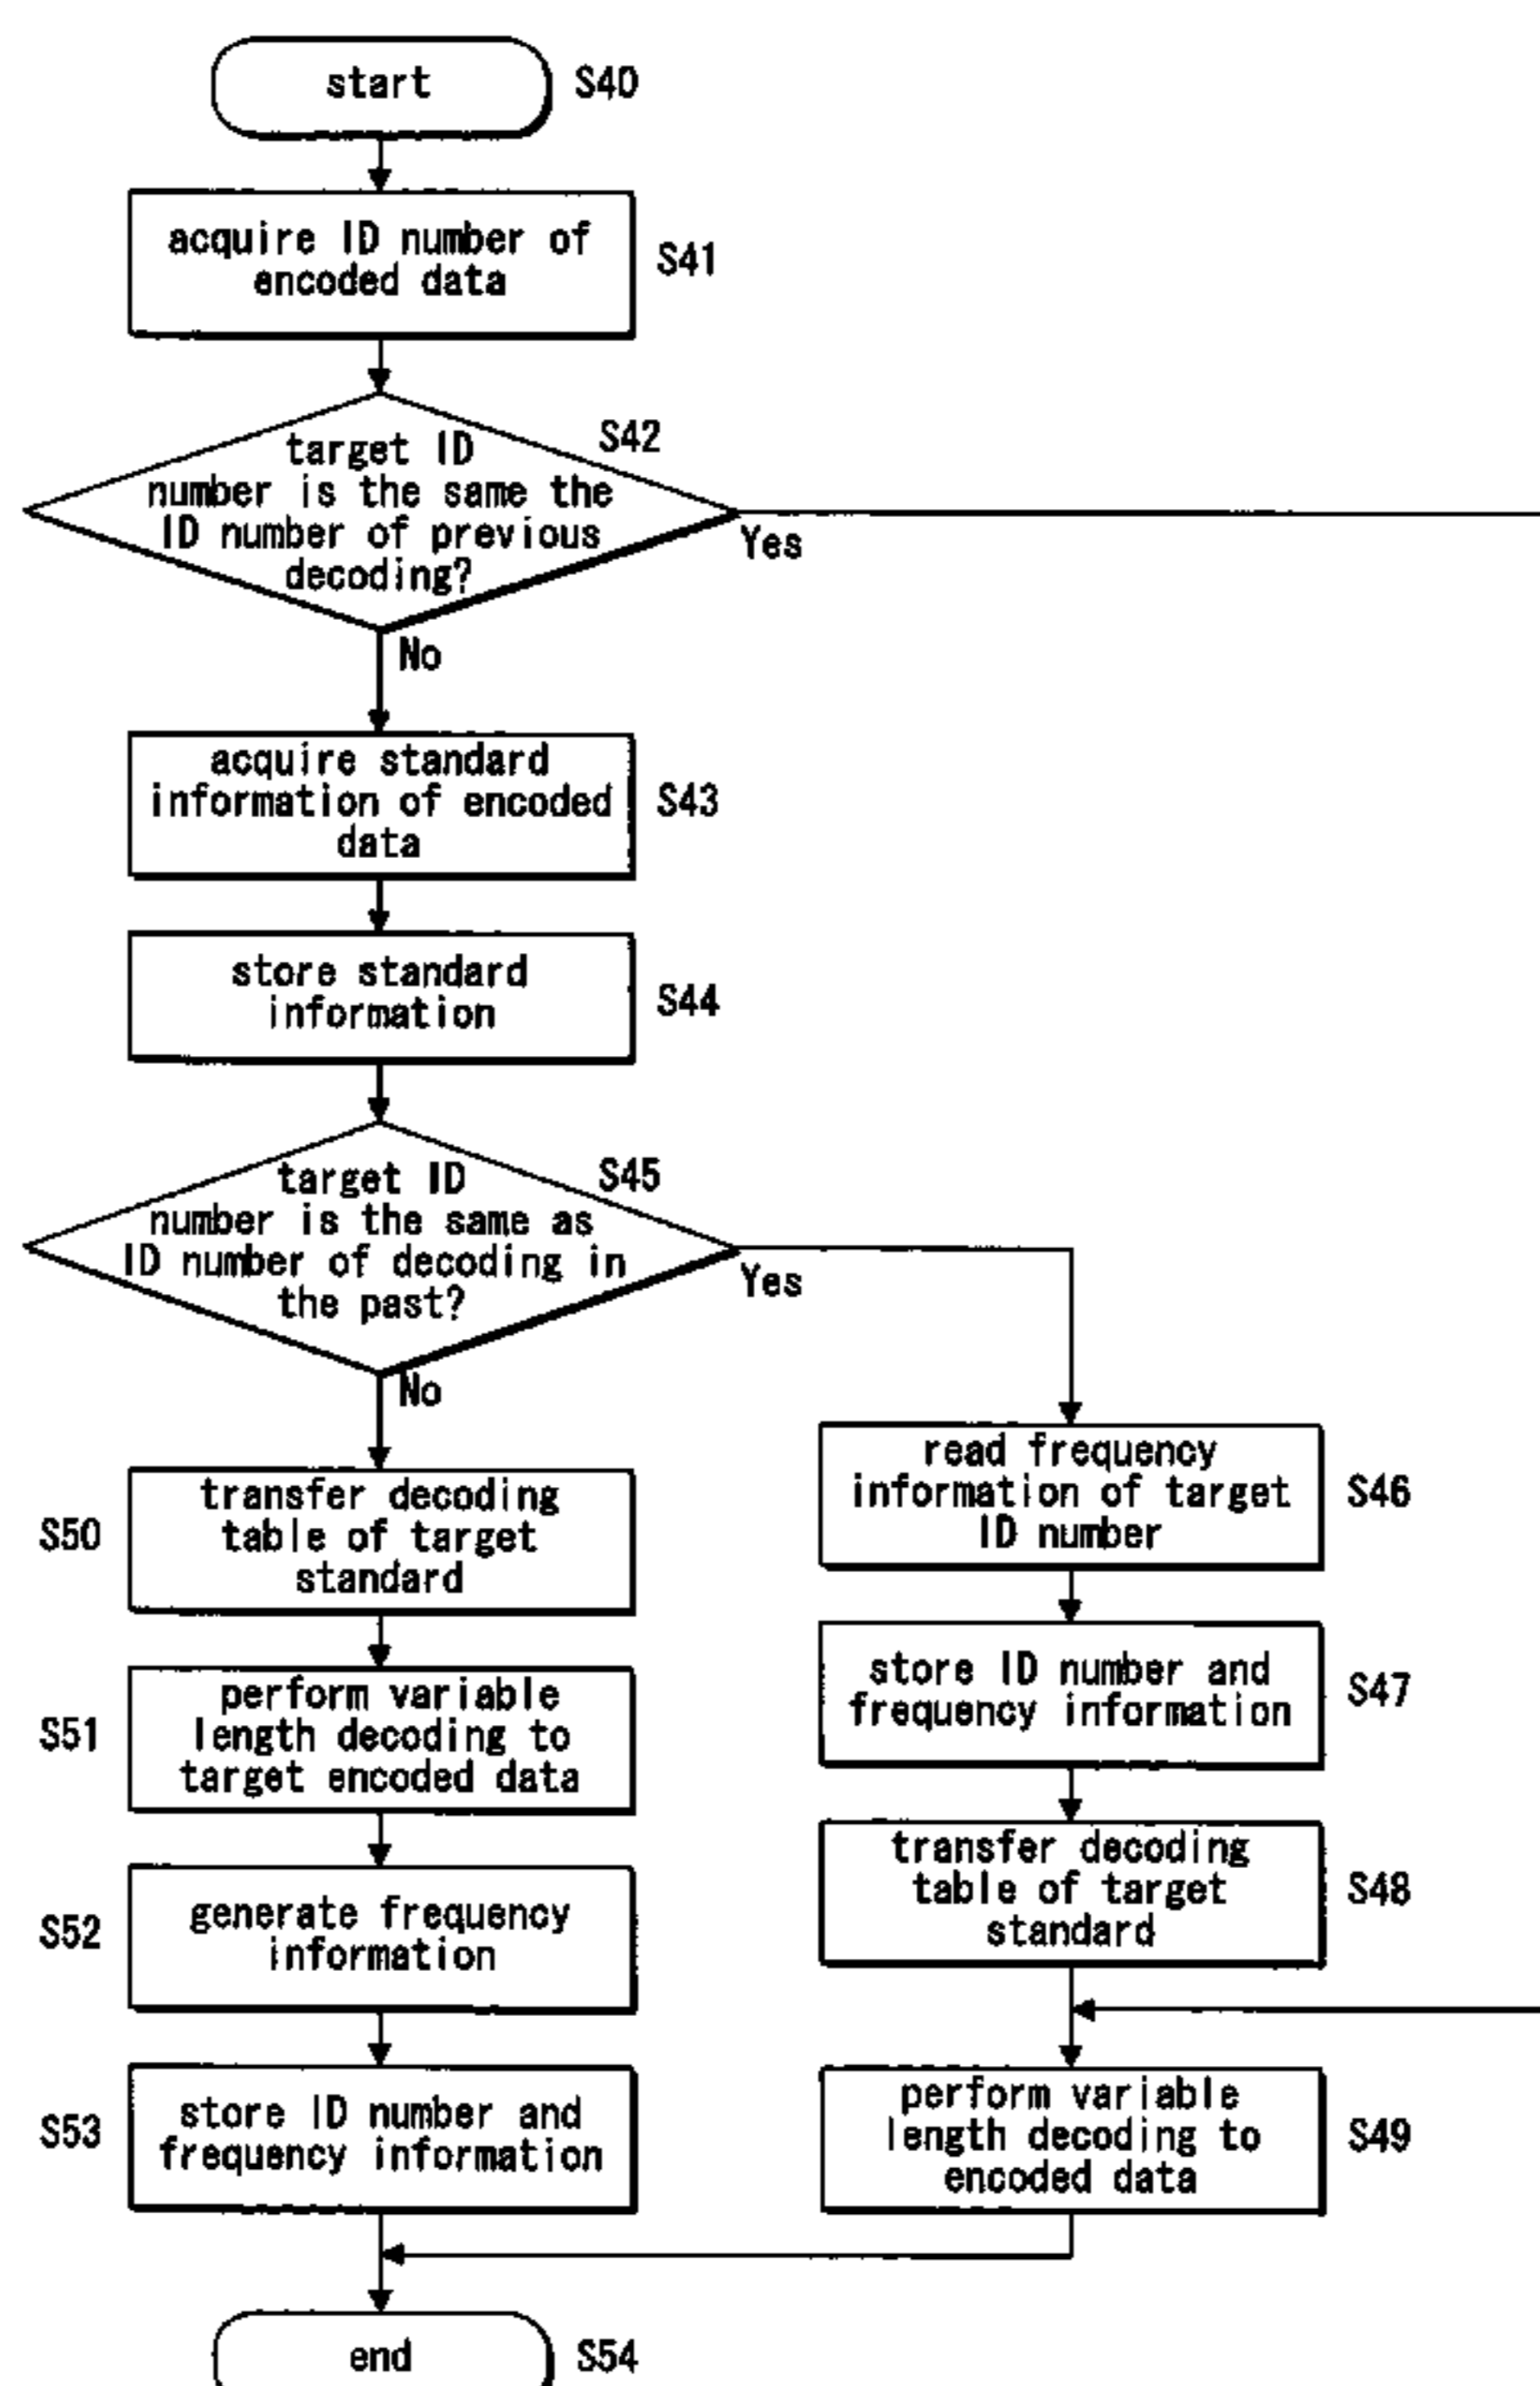 start
S40
acquire ID number of
encoded data
S41
S42
target ID
number is the same the
ID number of previous
decoding?
Yes
No
acquire standard
information of encoded
data
S43
store standard
information
S44
S45
target ID
number is the same as
ID number of decoding in
the past?
Yes
No
read frequency
information of target
ID number
S46
S50
transfer decoding
table of target
standard
store ID number and
frequency information
S47
S51
perform variable
length decoding to
target encoded data
transfer decoding
table of target
standard
S48
S52
generate frequency
information
S53
store ID number and
frequency information
perform variable
length decoding to
encoded data
S49
end
S54